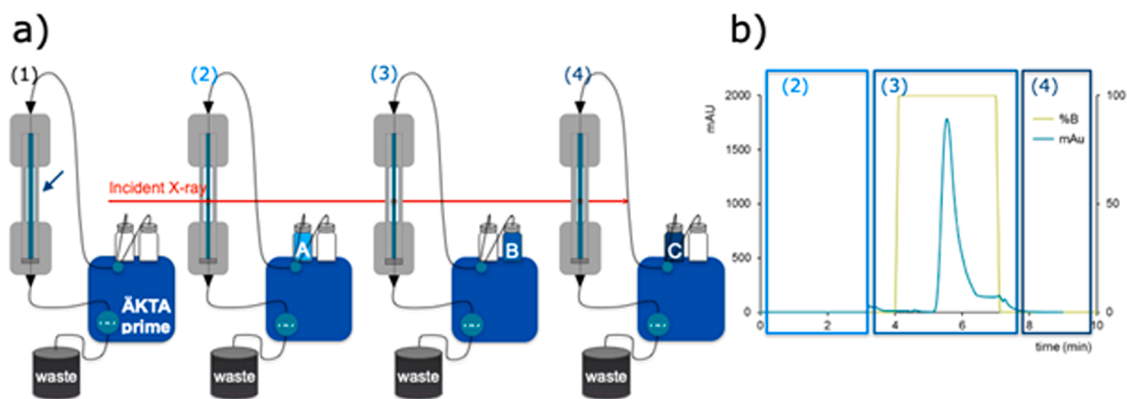 a)
(1)
(2)
(3)
(4)
Incident X-ray
A
B
C
ÄKTA
prime
waste
waste
waste
waste
b)
(2)
(3)
(4)
mAU
2000
1500
1000
500
0
100
50
0
%B
mAu
0
2
4
6
8
10
time (min)